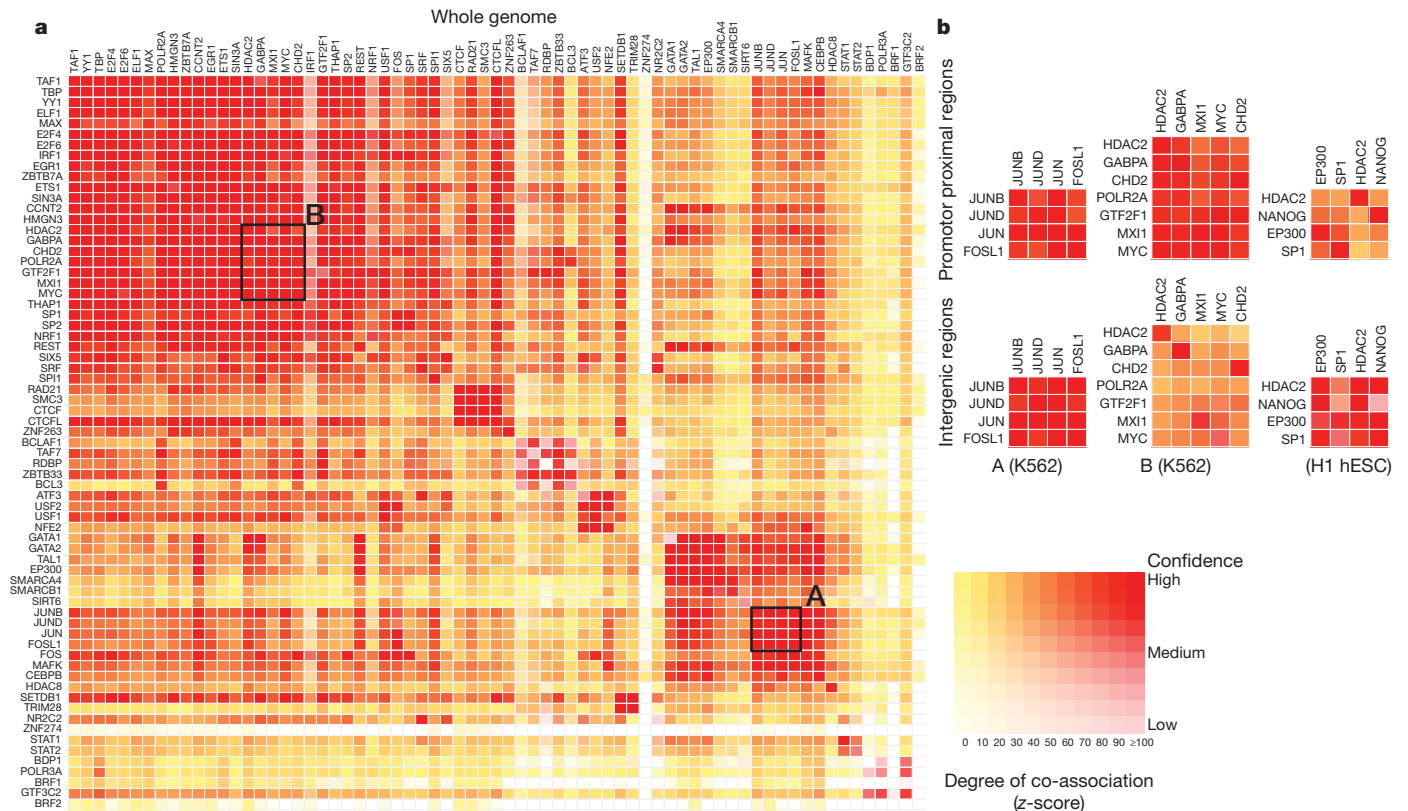 a
Whole genome
TAF1 YY1 TBP E2F4 E2F6 ELF1 MAX POLR2A HMGN3 ZBTB7A CCNT2 EGR1 ETS1 SIN3A HDAC2 GABPA MXI1 MYC CHD2 IRF1 GTF2F1 THAP1 SP2 REST NRF1 USF1 FOS SP1 SRF SPI1 SIX5 CTCF RAD21 SMC3 CTCFL ZNF263 BCLAF1 TAF7 RDBP ZBTB33 BCL3 ATF3 USF2 NFE2 SETDB1 TRIM28 ZNF274 NR2C2 GATA1 GATA2 TAL1 EP300 SMARCA4 SMARCB1 SIRT6 JUNB JUND JUN FOSL1 MAFK CEBPB HDAC8 STAT1 STAT2 BDP1 POLR3A BRF1 GTF3C2 BRF2
TAF1
TBP
YY1
ELF1
MAX
E2F4
E2F6
IRF1
EGR1
ZBTB7A
ETS1
SIN3A
CCNT2
HMGN3
HDAC2
GABPA
CHD2
POLR2A
GTF2F1
MXI1
MYC
THAP1
SP1
SP2
NRF1
REST
SIX5
SRF
SPI1
RAD21
SMC3
CTCF
CTCFL
ZNF263
BCLAF1
TAF7
RDBP
ZBTB33
BCL3
ATF3
USF2
USF1
NFE2
GATA1
GATA2
TAL1
EP300
SMARCA4
SMARCB1
SIRT6
JUNB
JUND
JUN
FOSL1
FOS
MAFK
CEBPB
HDAC8
SETDB1
TRIM28
NR2C2
ZNF274
STAT1
STAT2
BDP1
POLR3A
BRF1
GTF3C2
BRF2
B
A
b
Promotor proximal regions
JUNB JUND JUN FOSL1
JUNB
JUND
JUN
FOSL1
HDAC2 GABPA MXI1 MYC CHD2
HDAC2
GABPA
CHD2
POLR2A
GTF2F1
MXI1
MYC
EP300 SP1 HDAC2 NANOG
HDAC2
NANOG
EP300
SP1
Intergenic regions
JUNB JUND JUN FOSL1
JUNB
JUND
JUN
FOSL1
A (K562)
HDAC2 GABPA MXI1 MYC CHD2
HDAC2
GABPA
CHD2
POLR2A
GTF2F1
MXI1
MYC
B (K562)
EP300 SP1 HDAC2 NANOG
HDAC2
NANOG
EP300
SP1
(H1 hESC)
Confidence
High
Medium
Low
0 10 20 30 40 50 60 70 80 90 ≥100
Degree of co-association
(z-score)